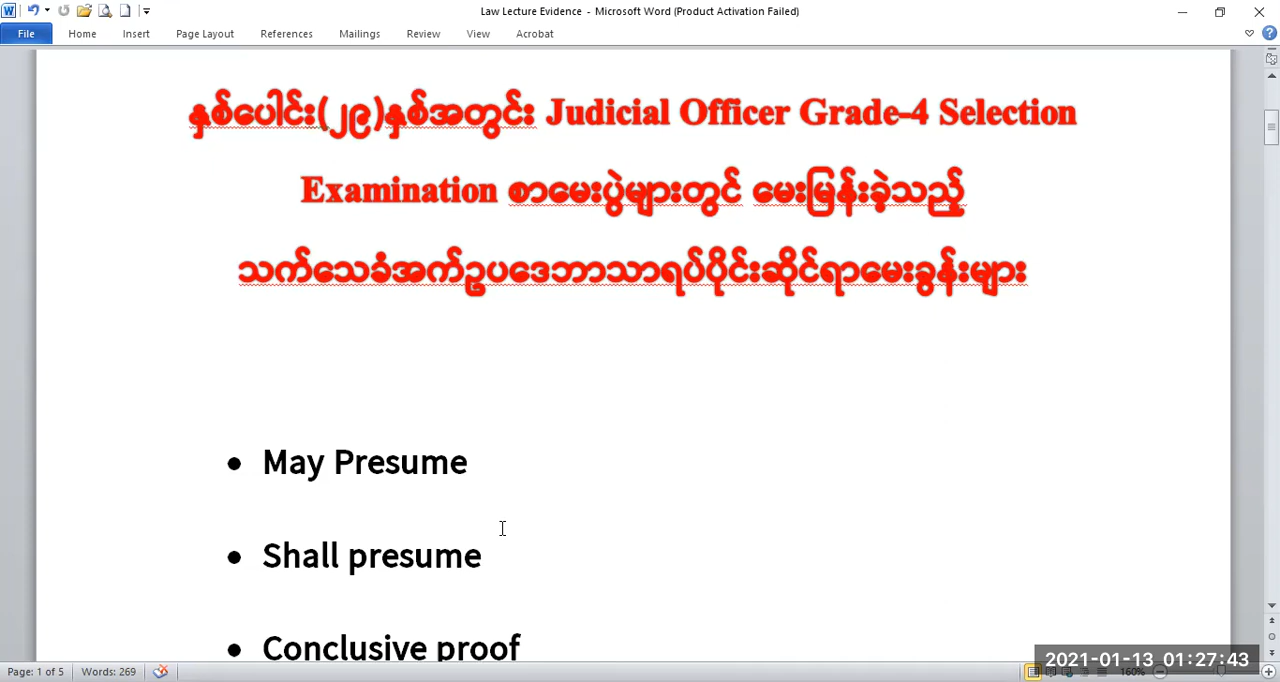 Law Lecture Evidence - Microsoft Word (Product Activation Failed)
File Home Insert Page Layout References Mailings Review View Acrobat
နှစ်ပေါင်း(၂၉)နှစ်အတွင်း Judicial Officer Grade-4 Selection
Examination စာမေးပွဲများတွင် မေးမြန်းခဲ့သည့်
သက်သေခံအက်ဥပဒေဘာသာရပ်ပိုင်းဆိုင်ရာမေးခွန်းများ
• May Presume
• Shall presume
• Conclusive proof
2021-01-13 01:27:43
Page: 1 of 5 Words: 269 160%